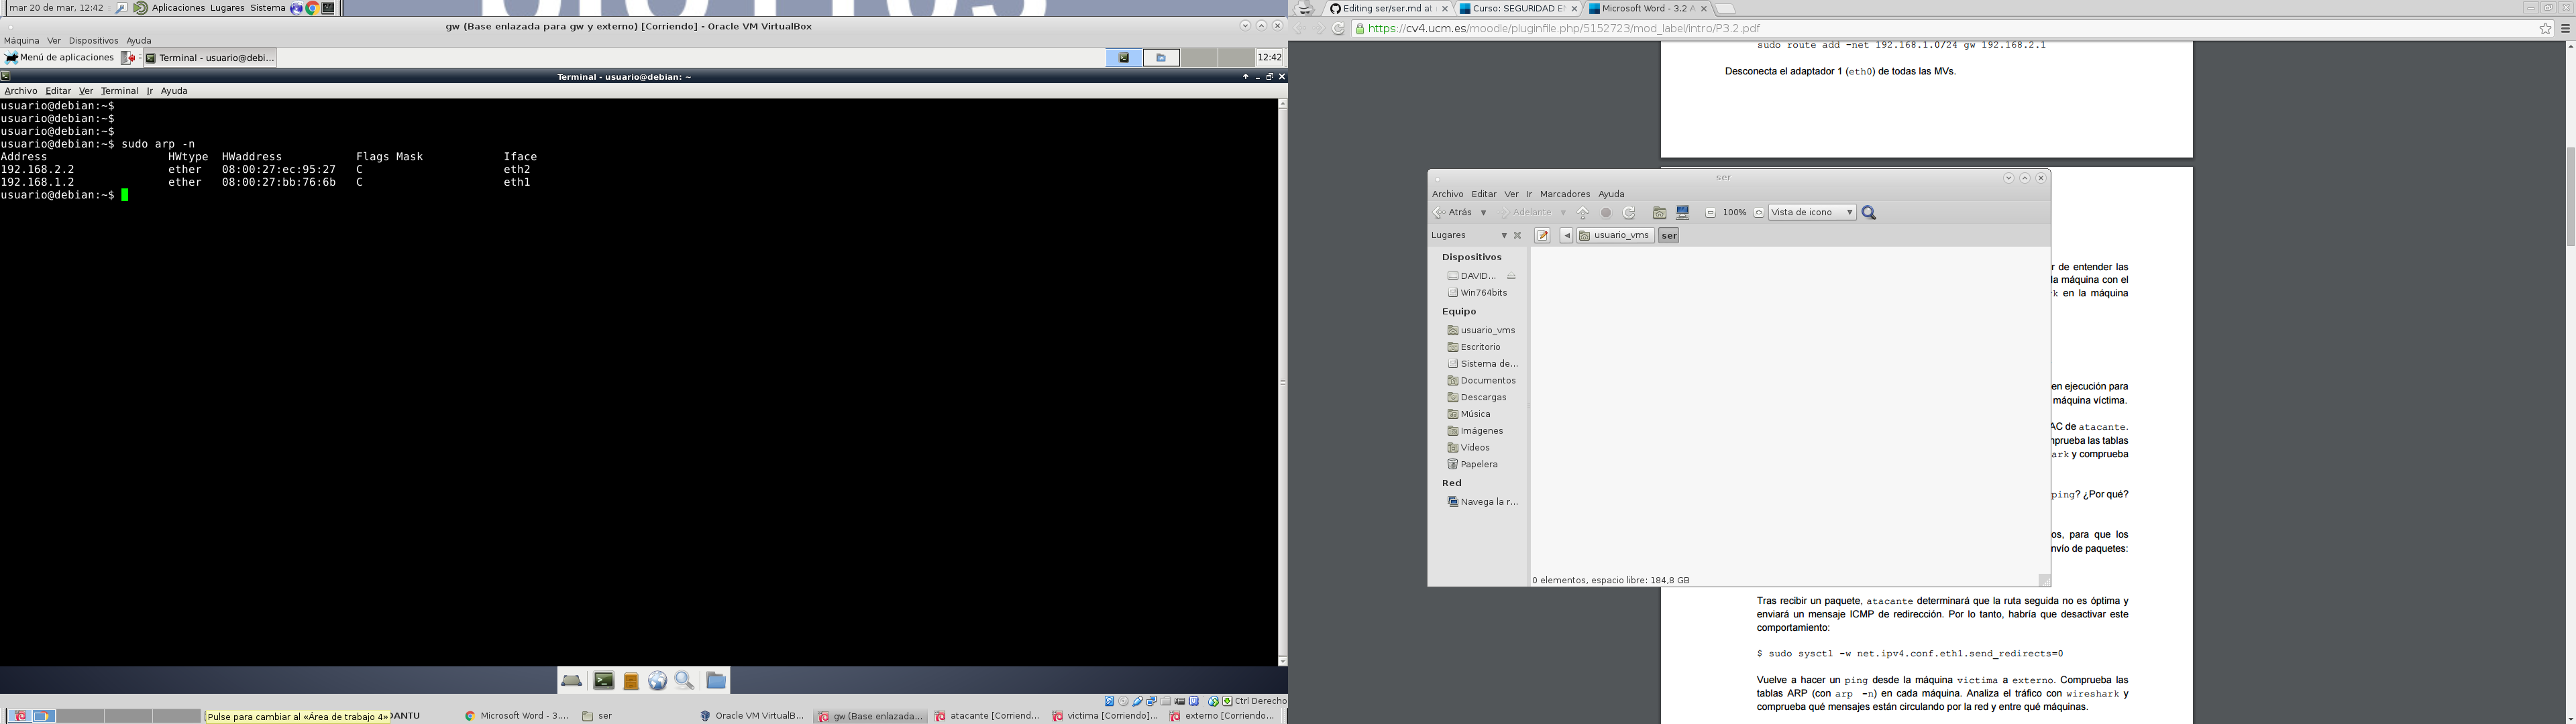 mar 20 de mar, 12:42 Aplicaciones Lugares Sistema
gw (Base enlazada para gw y externo) [Corriendo] - Oracle VM VirtualBox
Máquina Ver Dispositivos Ayuda
Menú de aplicaciones Terminal - usuario@debi... 12:42
Terminal - usuario@debian: ~
Archivo Editar Ver Terminal Ir Ayuda
usuario@debian:~$
usuario@debian:~$
usuario@debian:~$
usuario@debian:~$ sudo arp -n
Address HWtype HWaddress Flags Mask Iface
192.168.2.2 ether 08:00:27:ec:95:27 C eth2
192.168.1.2 ether 08:00:27:bb:76:6b C eth1
usuario@debian:~$
Ctrl Derecho
Pulse para cambiar al «Área de trabajo 4» DANTU Microsoft Word - 3.... ser Oracle VM VirtualB... gw (Base enlazada... atacante [Corriend... victima [Corriendo]... externo [Corriendo...
Editing ser/ser.md at Curso: SEGURIDAD EN Microsoft Word - 3.2 A
https://cv4.ucm.es/moodle/pluginfile.php/5152723/mod_label/intro/P3.2.pdf
sudo route add -net 192.168.1.0/24 gw 192.168.2.1
Desconecta el adaptador 1 (eth0) de todas las MVs.
ser
Archivo Editar Ver Ir Marcadores Ayuda
Atrás Adelante 100% Vista de icono
Lugares usuario_vms ser
Dispositivos
DAVID...
Win764bits
Equipo
usuario_vms
Escritorio
Sistema de...
Documentos
Descargas
Música
Imágenes
Vídeos
Papelera
Red
Navega la r...
0 elementos, espacio libre: 184,8 GB
r de entender las
la máquina con el
k en la máquina
en ejecución para
máquina víctima.
AC de atacante.
mprueba las tablas
ark y comprueba
ping? ¿Por qué?
os, para que los
nvío de paquetes:
Tras recibir un paquete, atacante determinará que la ruta seguida no es óptima y
enviará un mensaje ICMP de redirección. Por lo tanto, habría que desactivar este
comportamiento:
$ sudo sysctl -w net.ipv4.conf.eth1.send_redirects=0
Vuelve a hacer un ping desde la máquina victima a externo. Comprueba las
tablas ARP (con arp -n) en cada máquina. Analiza el tráfico con wireshark y
comprueba qué mensajes están circulando por la red y entre qué máquinas.